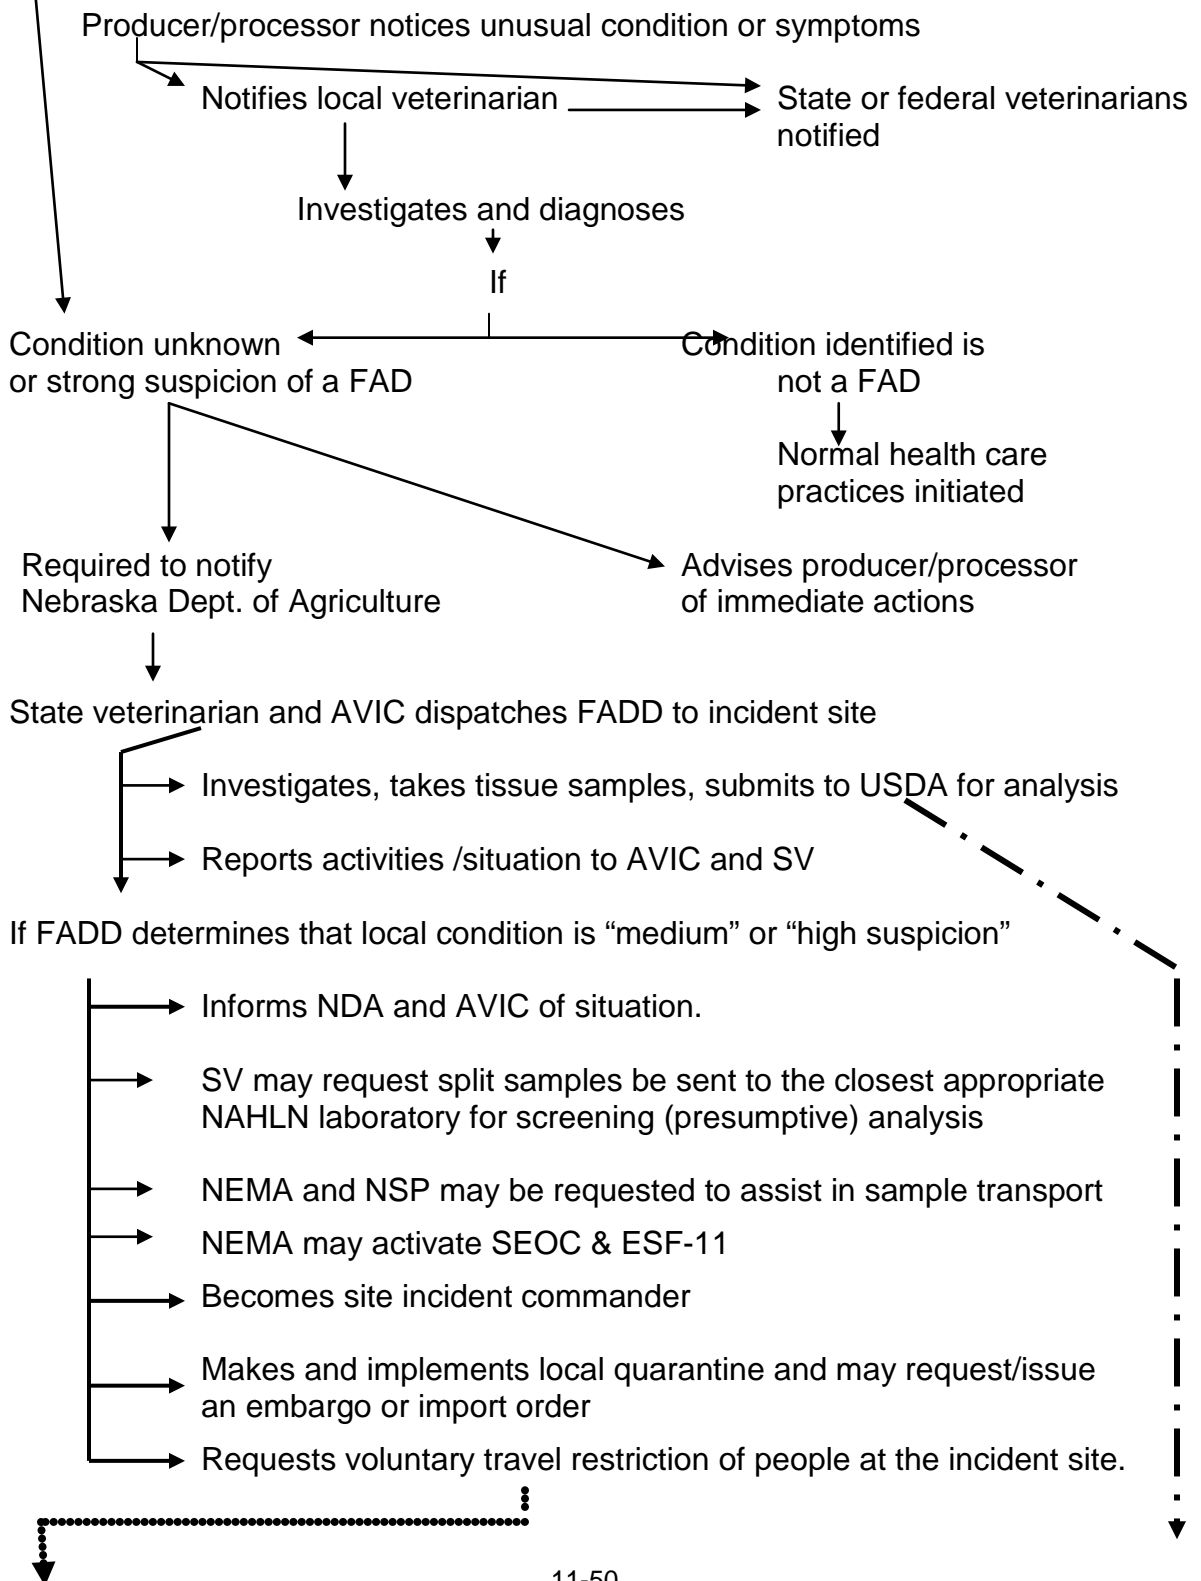 Producer/processor notices unusual condition or symptoms
Notifies local veterinarian
State or federal veterinarians
notified
Investigates and diagnoses
If
Condition unknown
or strong suspicion of a FAD
Condition identified is
not a FAD
Normal health care
practices initiated
Required to notify
Nebraska Dept. of Agriculture
Advises producer/processor
of immediate actions
State veterinarian and AVIC dispatches FADD to incident site
Investigates, takes tissue samples, submits to USDA for analysis
Reports activities /situation to AVIC and SV
If FADD determines that local condition is “medium” or “high suspicion”
Informs NDA and AVIC of situation.
SV may request split samples be sent to the closest appropriate
NAHLN laboratory for screening (presumptive) analysis
NEMA and NSP may be requested to assist in sample transport
NEMA may activate SEOC & ESF-11
Becomes site incident commander
Makes and implements local quarantine and may request/issue
an embargo or import order
Requests voluntary travel restriction of people at the incident site.
11-50